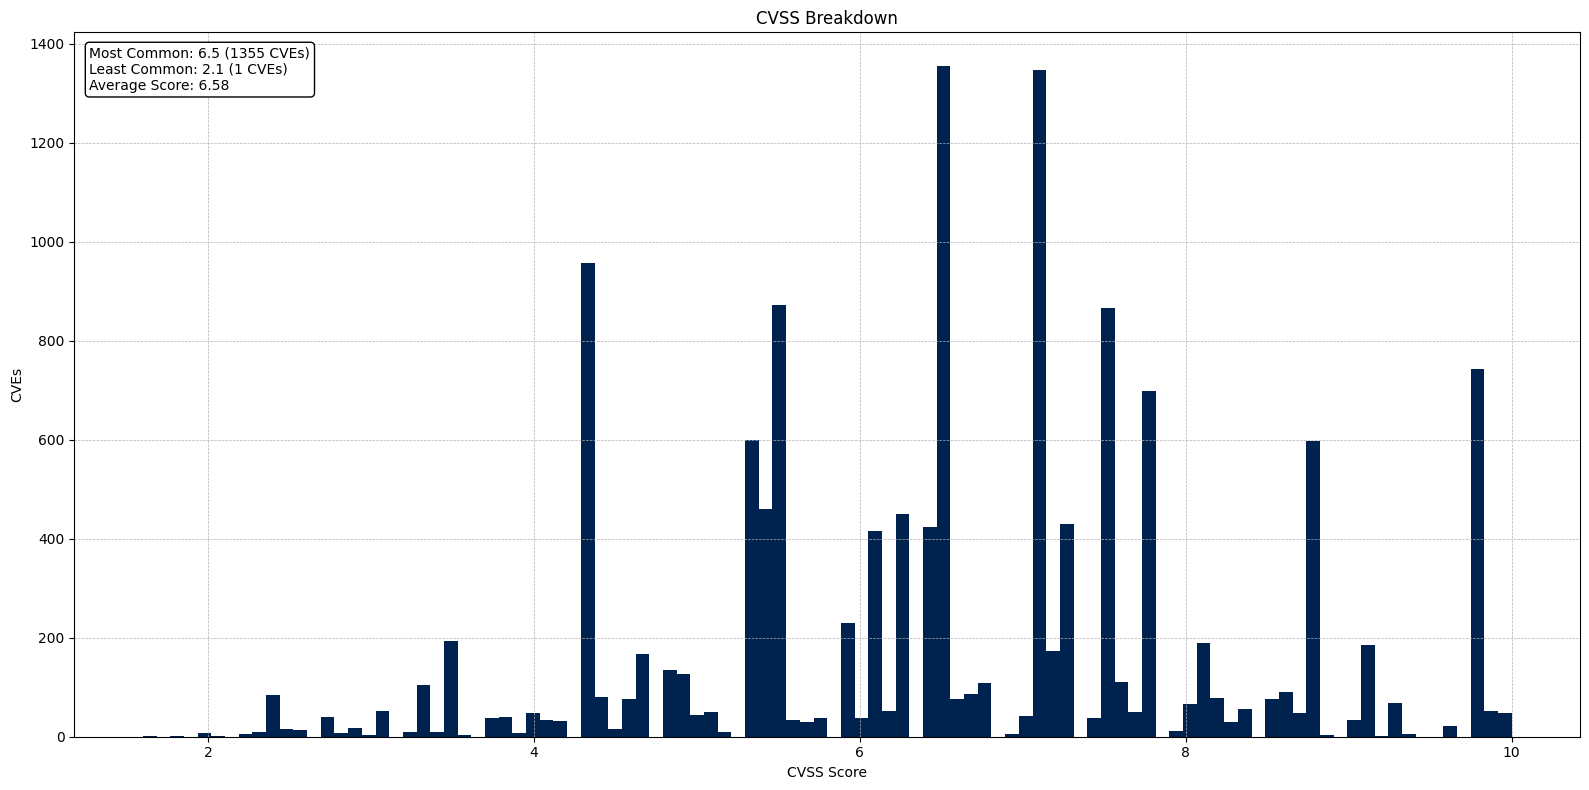 CVSS Breakdown
Most Common: 6.5 (1355 CVEs)
Least Common: 2.1 (1 CVEs)
Average Score: 6.58
1400
1200
1000
800
600
400
200
0
CVEs
2 4 6 8 10
CVSS Score